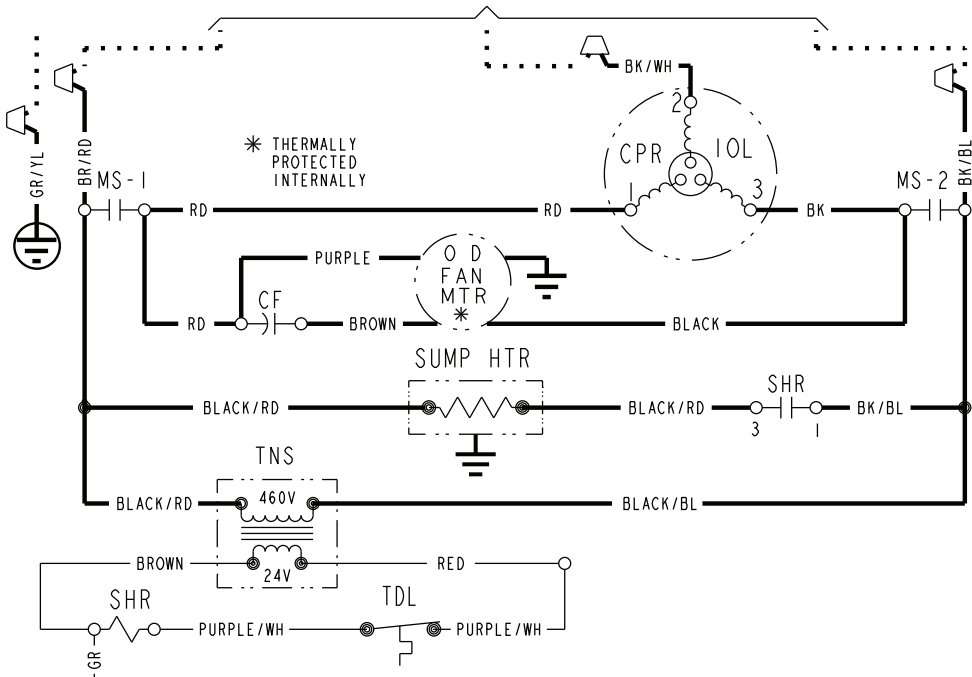 BK/WH
GR/YL
BR/RD
BK/BL
✳ THERMALLY
PROTECTED
INTERNALLY
2
CPR
IOL
MS-1
1
3
MS-2
RD
RD
BK
PURPLE
O D
FAN
MTR
✳
CF
RD
BROWN
BLACK
SUMP HTR
SHR
BLACK/RD
BLACK/RD
BK/BL
3
1
TNS
460V
BLACK/RD
BLACK/BL
BROWN
RED
24V
SHR
TDL
PURPLE/WH
PURPLE/WH
-GR